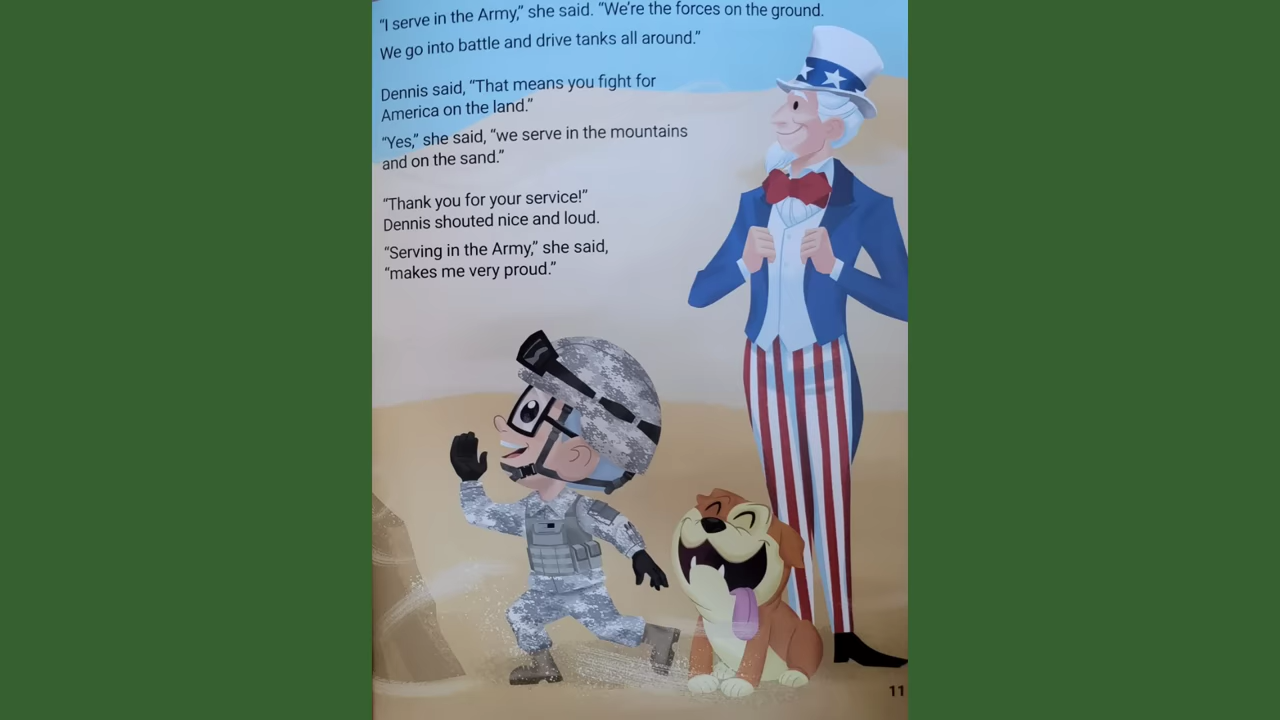 “I serve in the Army,” she said. “We’re the forces on the ground.
We go into battle and drive tanks all around.”
Dennis said, “That means you fight for
America on the land.”
“Yes,” she said, “we serve in the mountains
and on the sand.”
“Thank you for your service!”
Dennis shouted nice and loud.
“Serving in the Army,” she said,
“makes me very proud.”
11